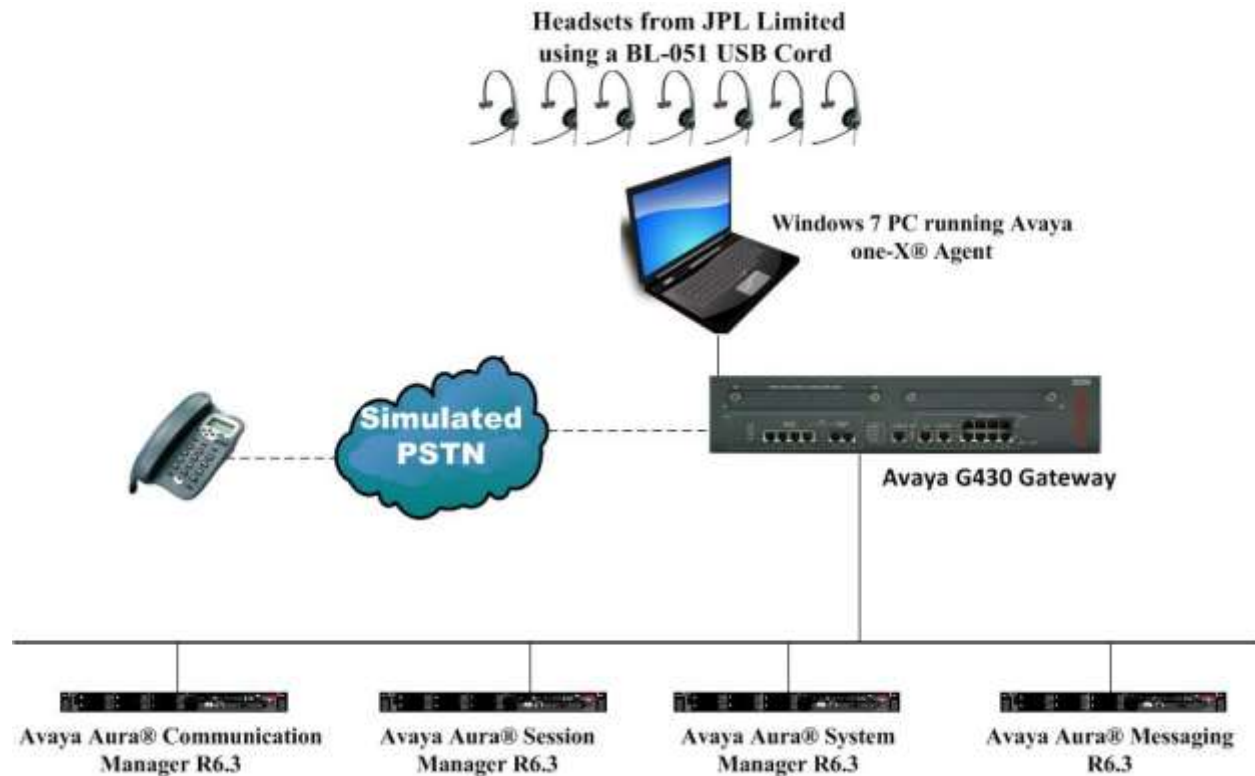 Headsets from JPL Limited
using a BL-051 USB Cord
Windows 7 PC running Avaya
one-X® Agent
Simulated
PSTN
Avaya G430 Gateway
Avaya Aura® Communication
Manager R6.3
Avaya Aura® Session
Manager R6.3
Avaya Aura® System
Manager R6.3
Avaya Aura® Messaging
R6.3